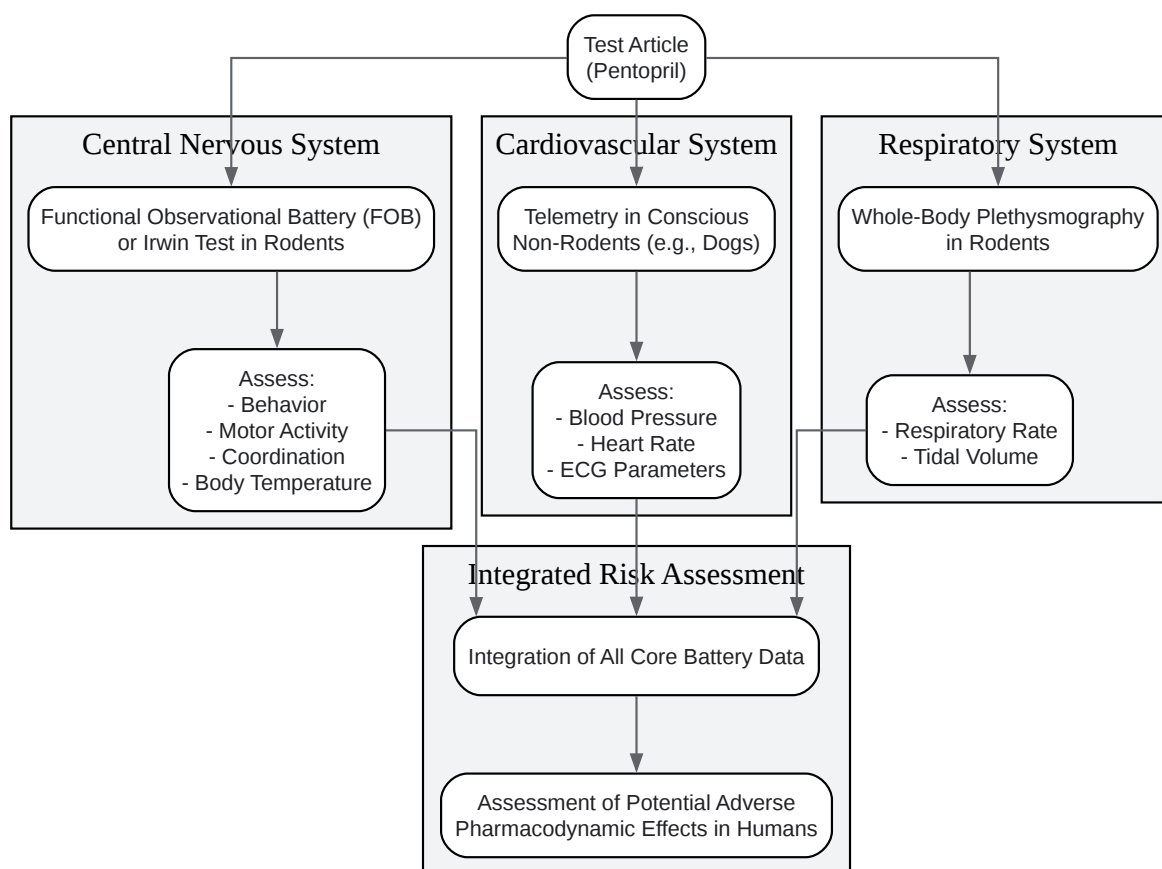 Test Article
(Pentopril)
Central Nervous System
Functional Observational Battery (FOB)
or Irwin Test in Rodents
Assess:
- Behavior
- Motor Activity
- Coordination
- Body Temperature
Cardiovascular System
Telemetry in Conscious
Non-Rodents (e.g., Dogs)
Assess:
- Blood Pressure
- Heart Rate
- ECG Parameters
Respiratory System
Whole-Body Plethysmography
in Rodents
Assess:
- Respiratory Rate
- Tidal Volume
Integrated Risk Assessment
Integration of All Core Battery Data
Assessment of Potential Adverse
Pharmacodynamic Effects in Humans